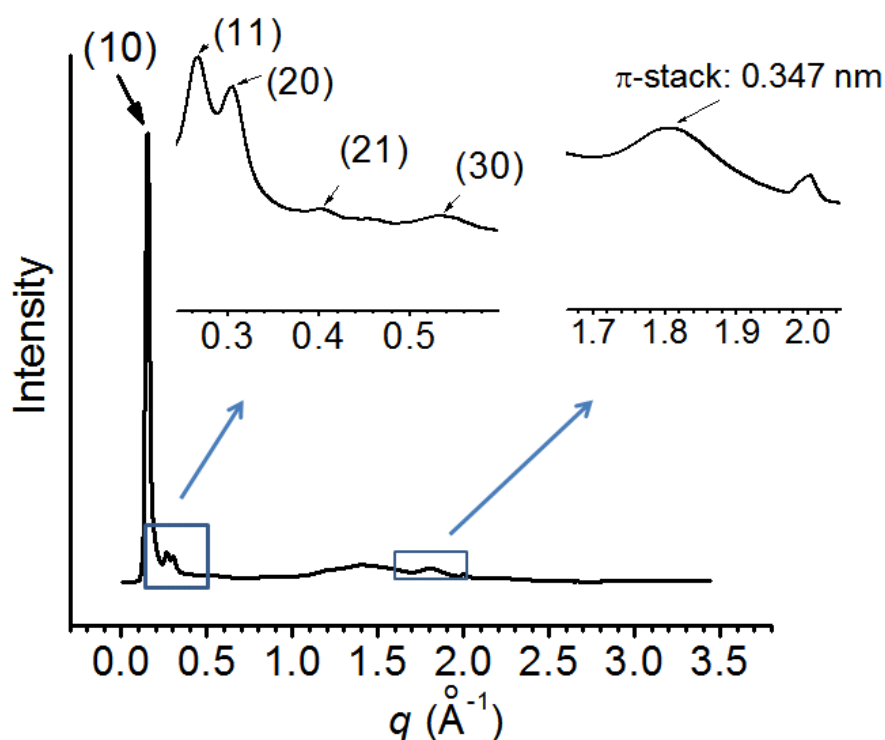 (10)
(11)
(20)
(21)
(30)
π-stack: 0.347 nm
0.3 0.4 0.5
1.7 1.8 1.9 2.0
Intensity
0.0 0.5 1.0 1.5 2.0 2.5 3.0 3.5
q (Å⁻¹)